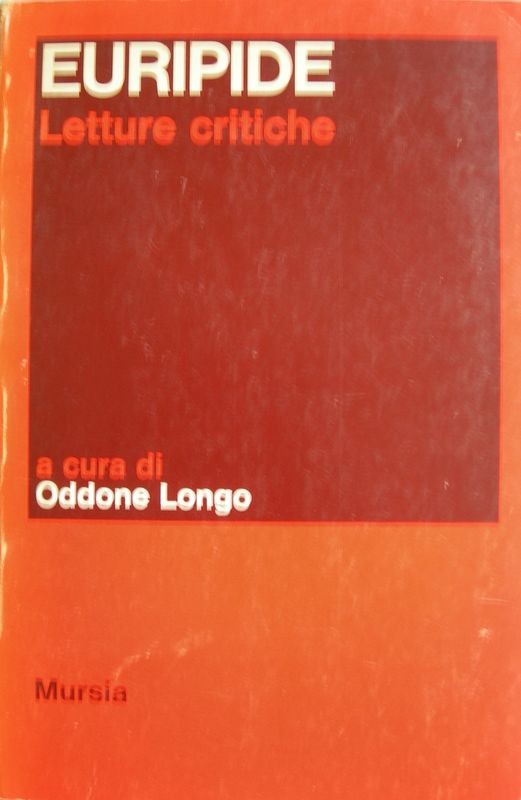 EURIPIDE
Letture critiche
a cura di
Oddone Longo
Mursia